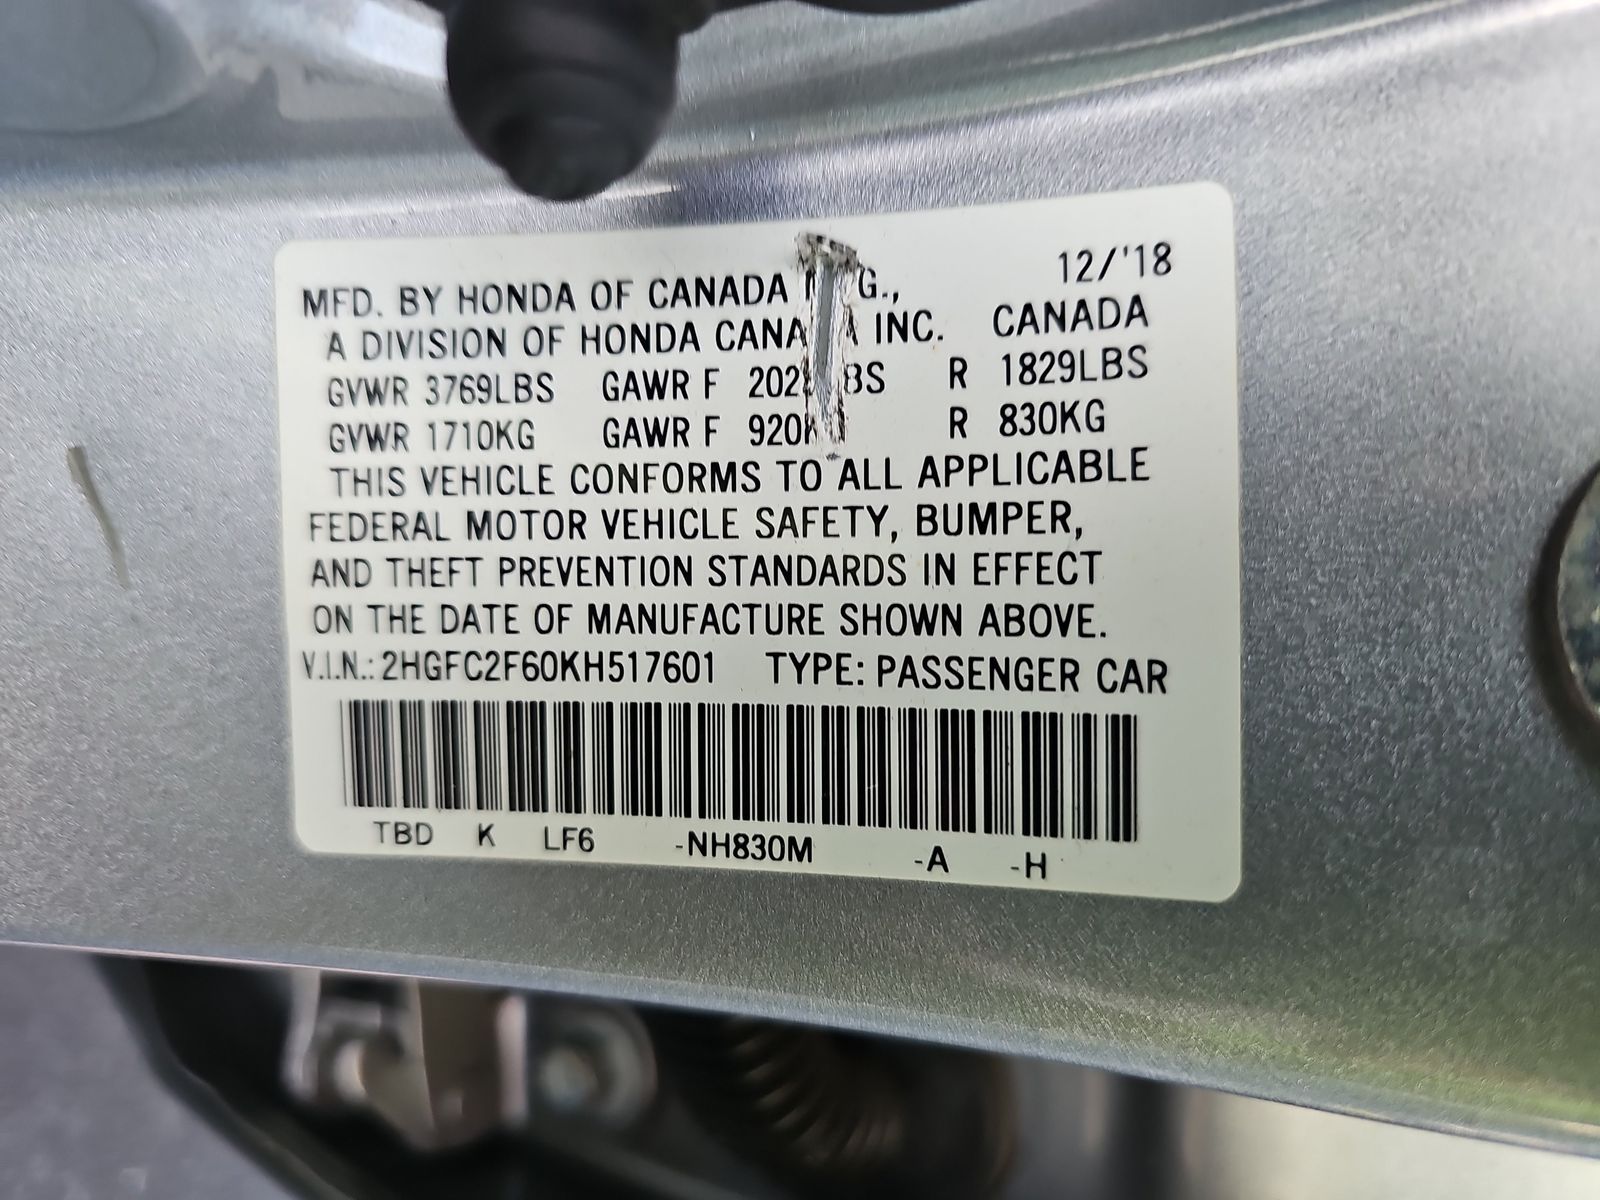 12/'18
MFD. BY HONDA OF CANADA
A DIVISION OF HONDA CANADA INC. CANADA
GVWR 3769LBS GAWR F R 1829LBS
GVWR 1710KG GAWR F 920KG R 830KG
THIS VEHICLE CONFORMS TO ALL APPLICABLE
FEDERAL MOTOR VEHICLE SAFETY, BUMPER,
AND THEFT PREVENTION STANDARDS IN EFFECT
ON THE DATE OF MANUFACTURE SHOWN ABOVE.
V.I.N.: 2HGFC2F60KH517601 TYPE: PASSENGER CAR
TBD K LF6 -NH830M -A -H